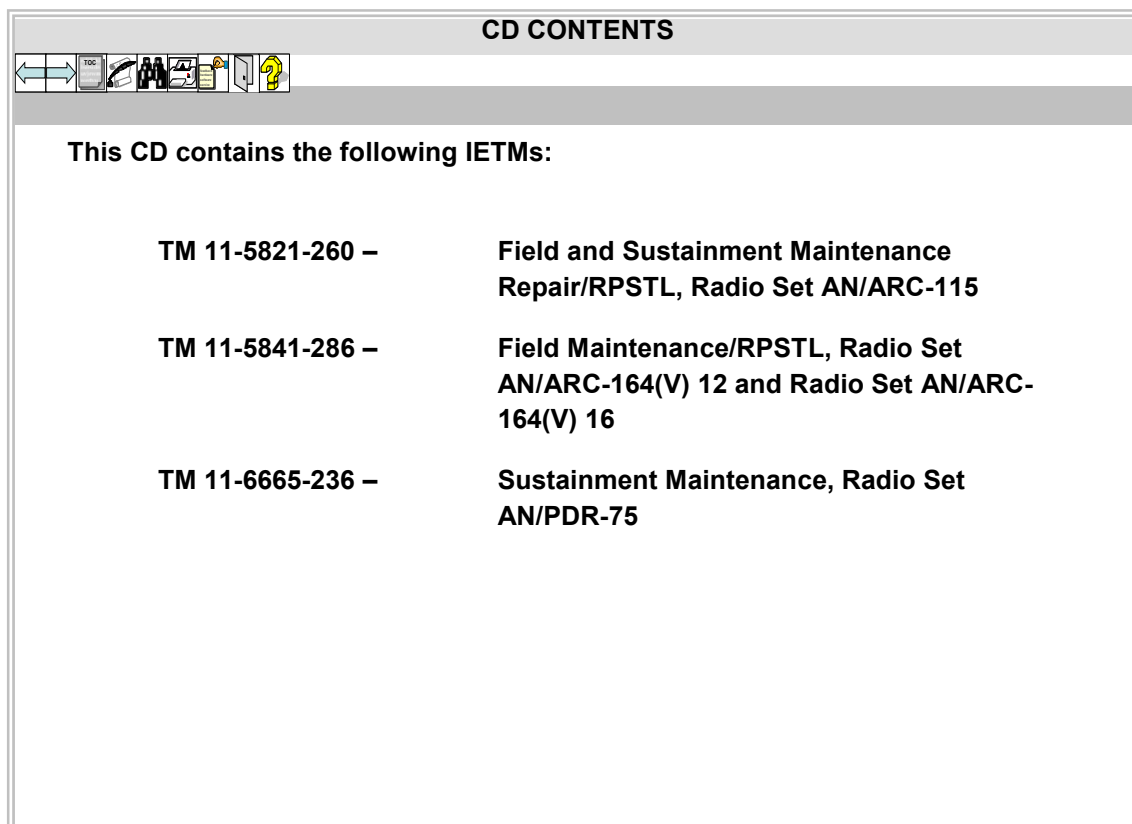 CD CONTENTS
TOC
This CD contains the following IETMs:
TM 11-5821-260 – Field and Sustainment Maintenance
Repair/RPSTL, Radio Set AN/ARC-115
TM 11-5841-286 – Field Maintenance/RPSTL, Radio Set
AN/ARC-164(V) 12 and Radio Set AN/ARC-
164(V) 16
TM 11-6665-236 – Sustainment Maintenance, Radio Set
AN/PDR-75